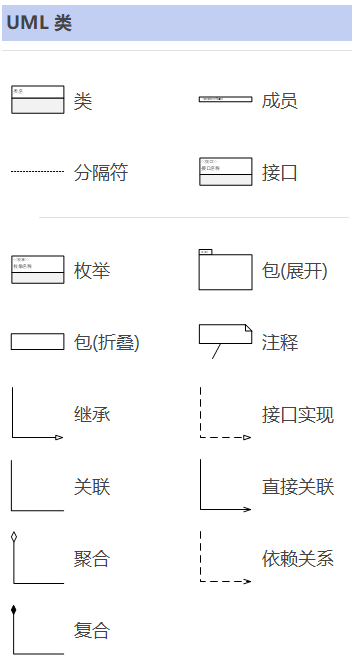 UML 类
类名
类
成员
分隔符
接口
枚举
包(展开)
包(折叠)
注释
继承
接口实现
关联
直接关联
聚合
依赖关系
复合